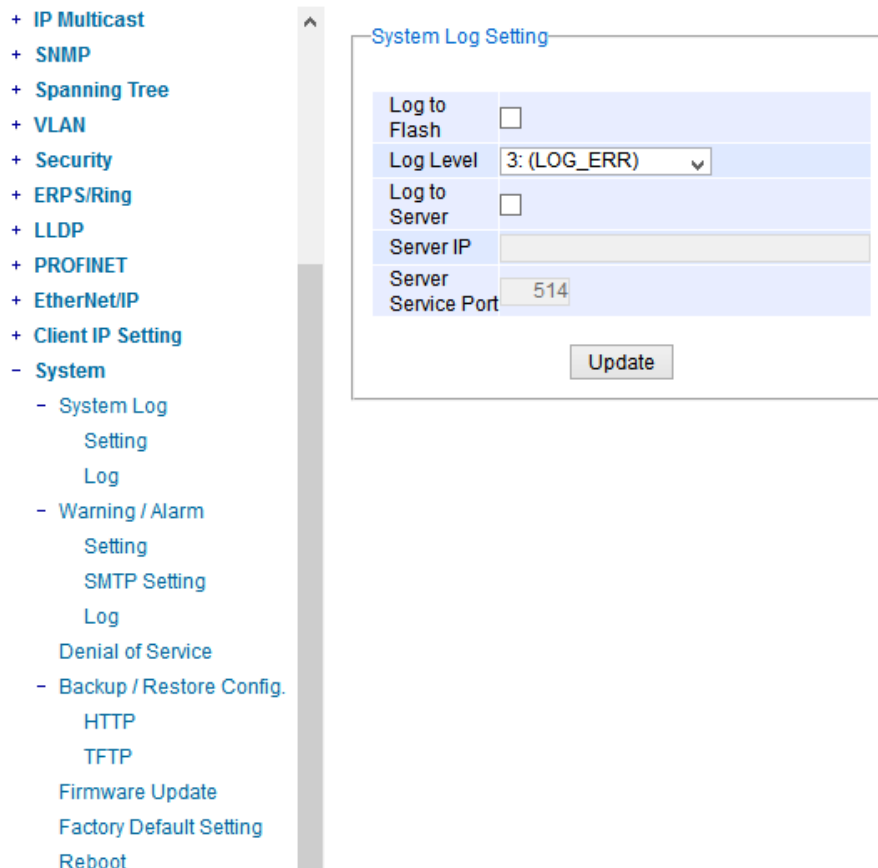 + IP Multicast
+ SNMP
+ Spanning Tree
+ VLAN
+ Security
+ ERPS/Ring
+ LLDP
+ PROFINET
+ EtherNet/IP
+ Client IP Setting
- System
- System Log
Setting
Log
- Warning / Alarm
Setting
SMTP Setting
Log
Denial of Service
- Backup / Restore Config.
HTTP
TFTP
Firmware Update
Factory Default Setting
Reboot
System Log Setting
Log to
Flash
Log Level 3: (LOG_ERR)
Log to
Server
Server IP
Server
Service Port 514
Update